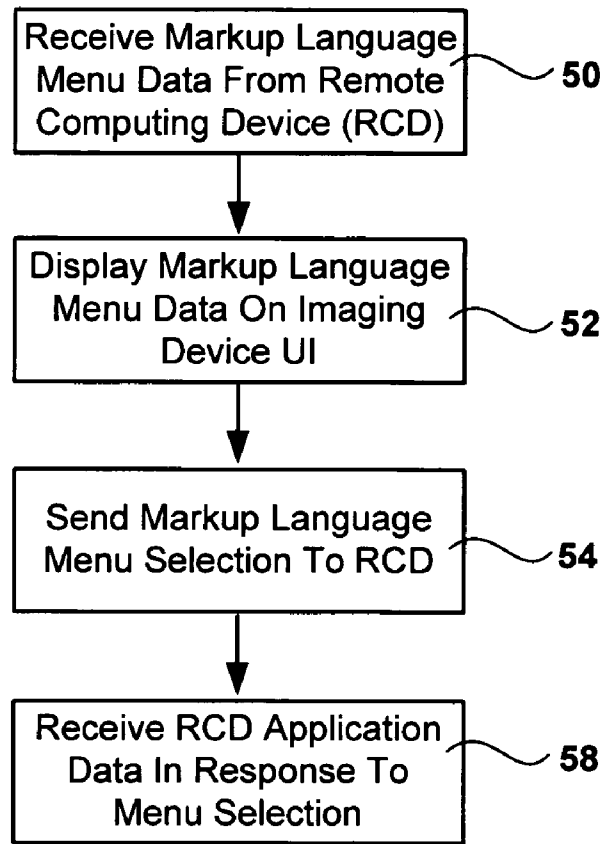 Receive Markup Language
Menu Data From Remote
Computing Device (RCD)
50
Display Markup Language
Menu Data On Imaging
Device UI
52
Send Markup Language
Menu Selection To RCD
54
Receive RCD Application
Data In Response To
Menu Selection
58